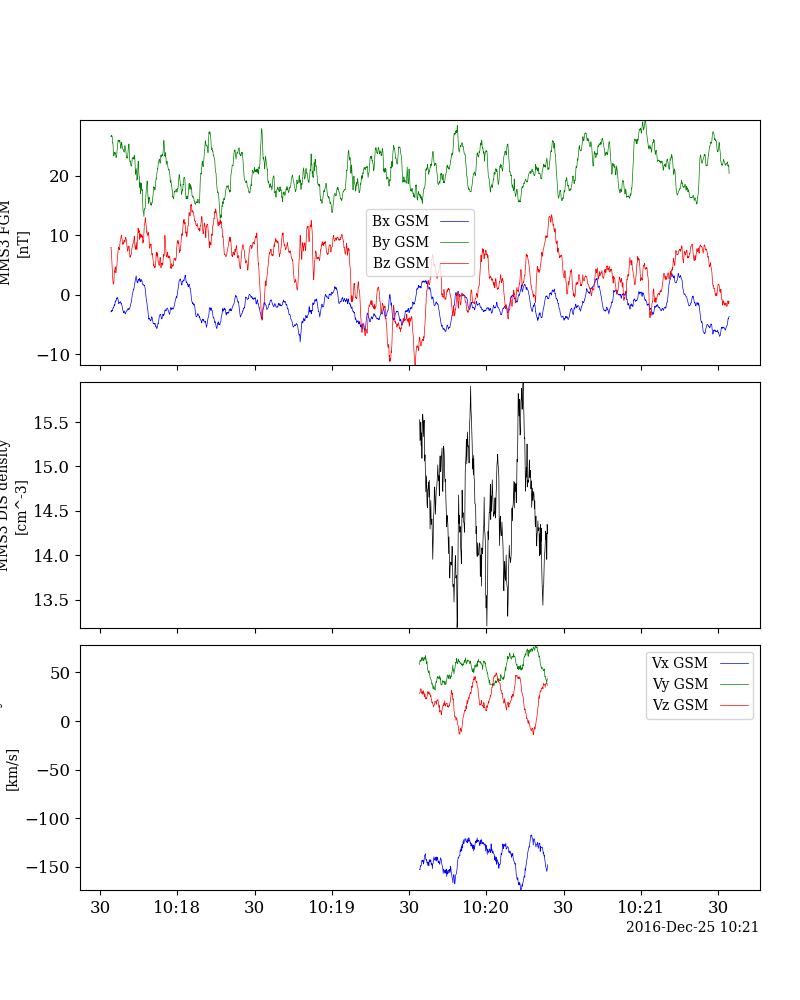 MMS3 FGM
[nT]
20
10
0
−10
Bx GSM
By GSM
Bz GSM
MMS3 DIS density
[cm^-3]
15.5
15.0
14.5
14.0
13.5
[km/s]
50
0
−50
−100
−150
Vx GSM
Vy GSM
Vz GSM
30 10:18 30 10:19 30 10:20 30 10:21 30
2016-Dec-25 10:21